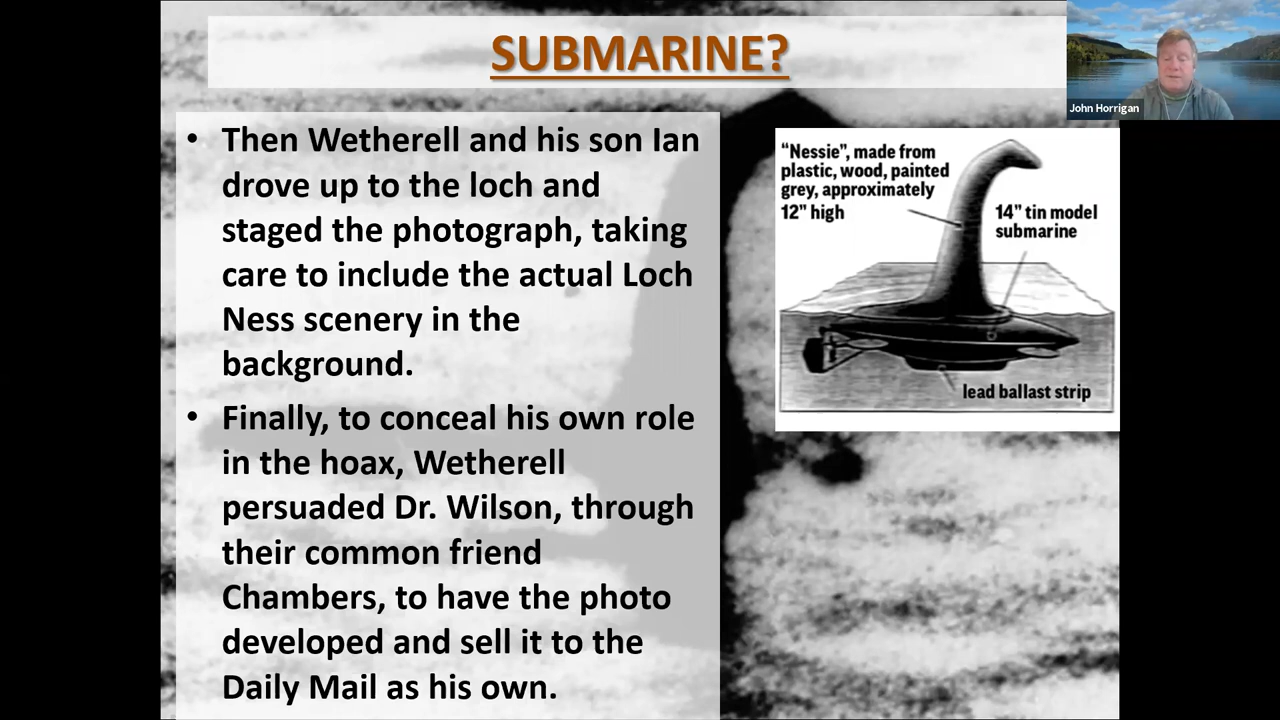 SUBMARINE?
• Then Wetherell and his son Ian
drove up to the loch and
staged the photograph, taking
care to include the actual Loch
Ness scenery in the
background.
• Finally, to conceal his own role
in the hoax, Wetherell
persuaded Dr. Wilson, through
their common friend
Chambers, to have the photo
developed and sell it to the
Daily Mail as his own.
“Nessie”, made from
plastic, wood, painted
grey, approximately
12” high
14” tin model
submarine
lead ballast strip
John Horrigan